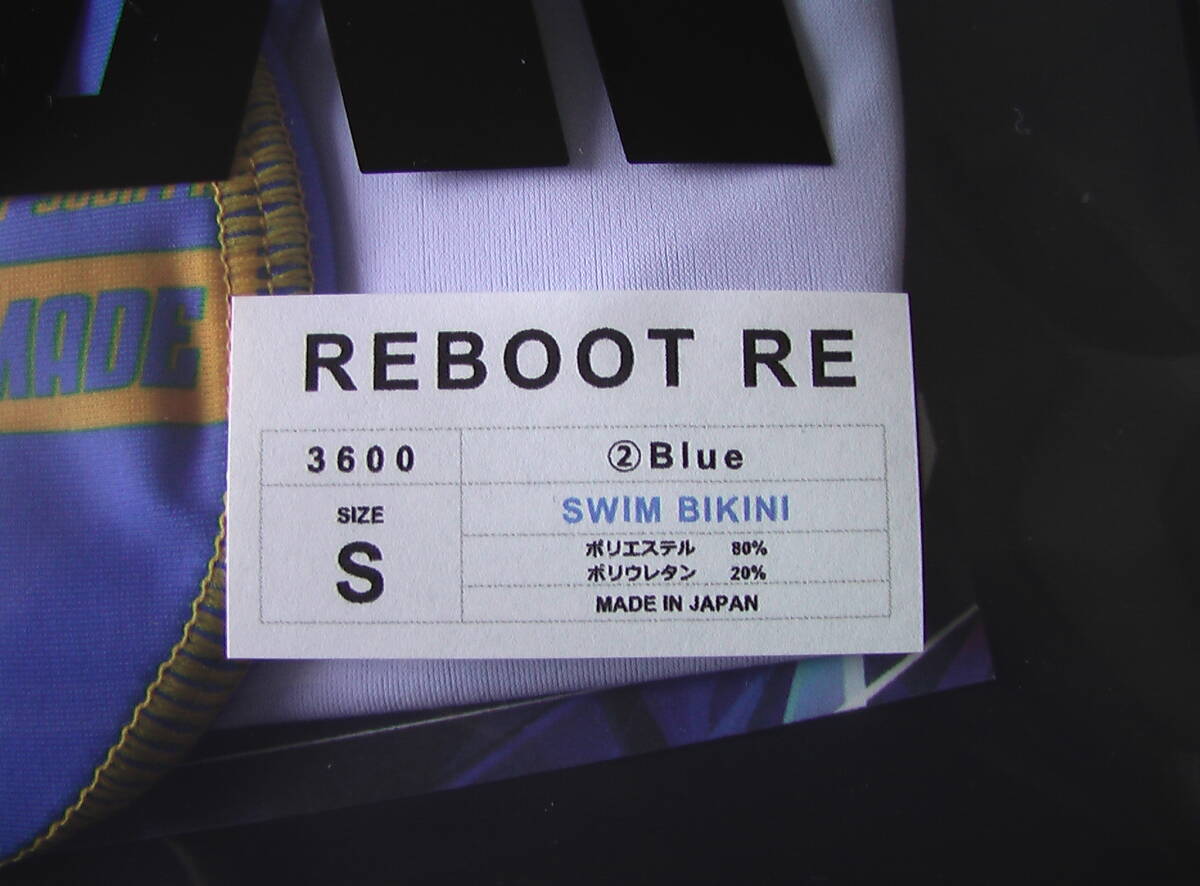 MADE
REBOOT RE
3600
②Blue
SIZE
S
SWIM BIKINI
ポリエステル 80%
ポリウレタン 20%
MADE IN JAPAN